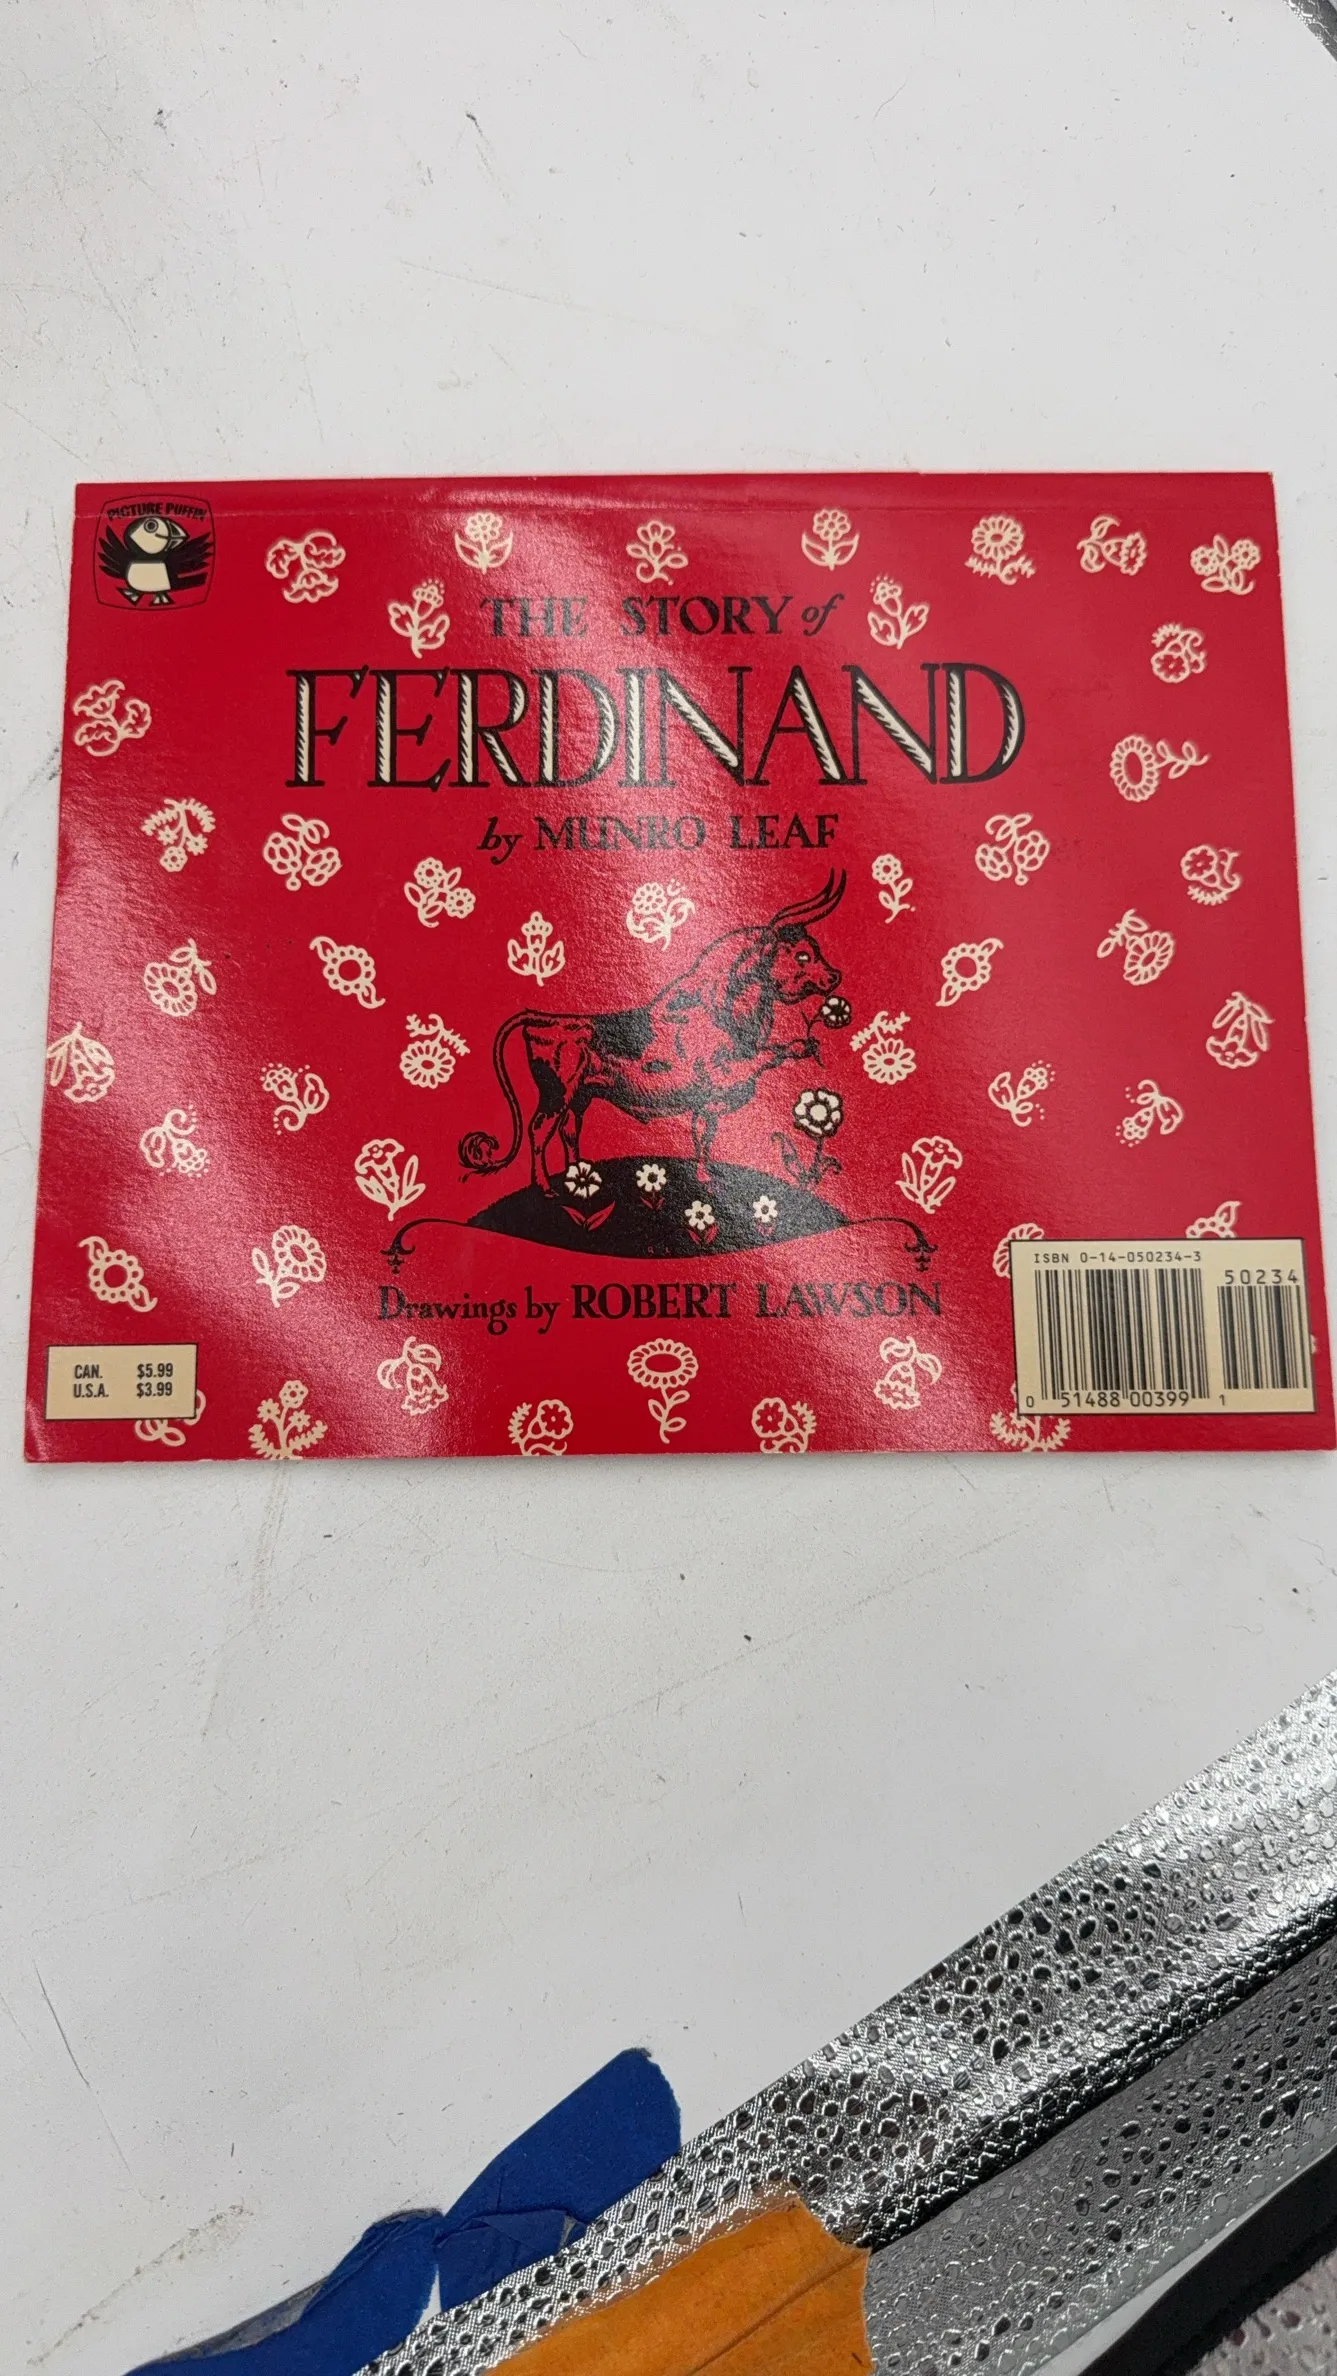 PICTURE PUFFIN
THE STORY of
FERDINAND
by MUNRO LEAF
Drawings by ROBERT LAWSON
CAN. $5.99
U.S.A. $3.99
ISBN 0-14-050234-3
50234
0 51488 00399 1